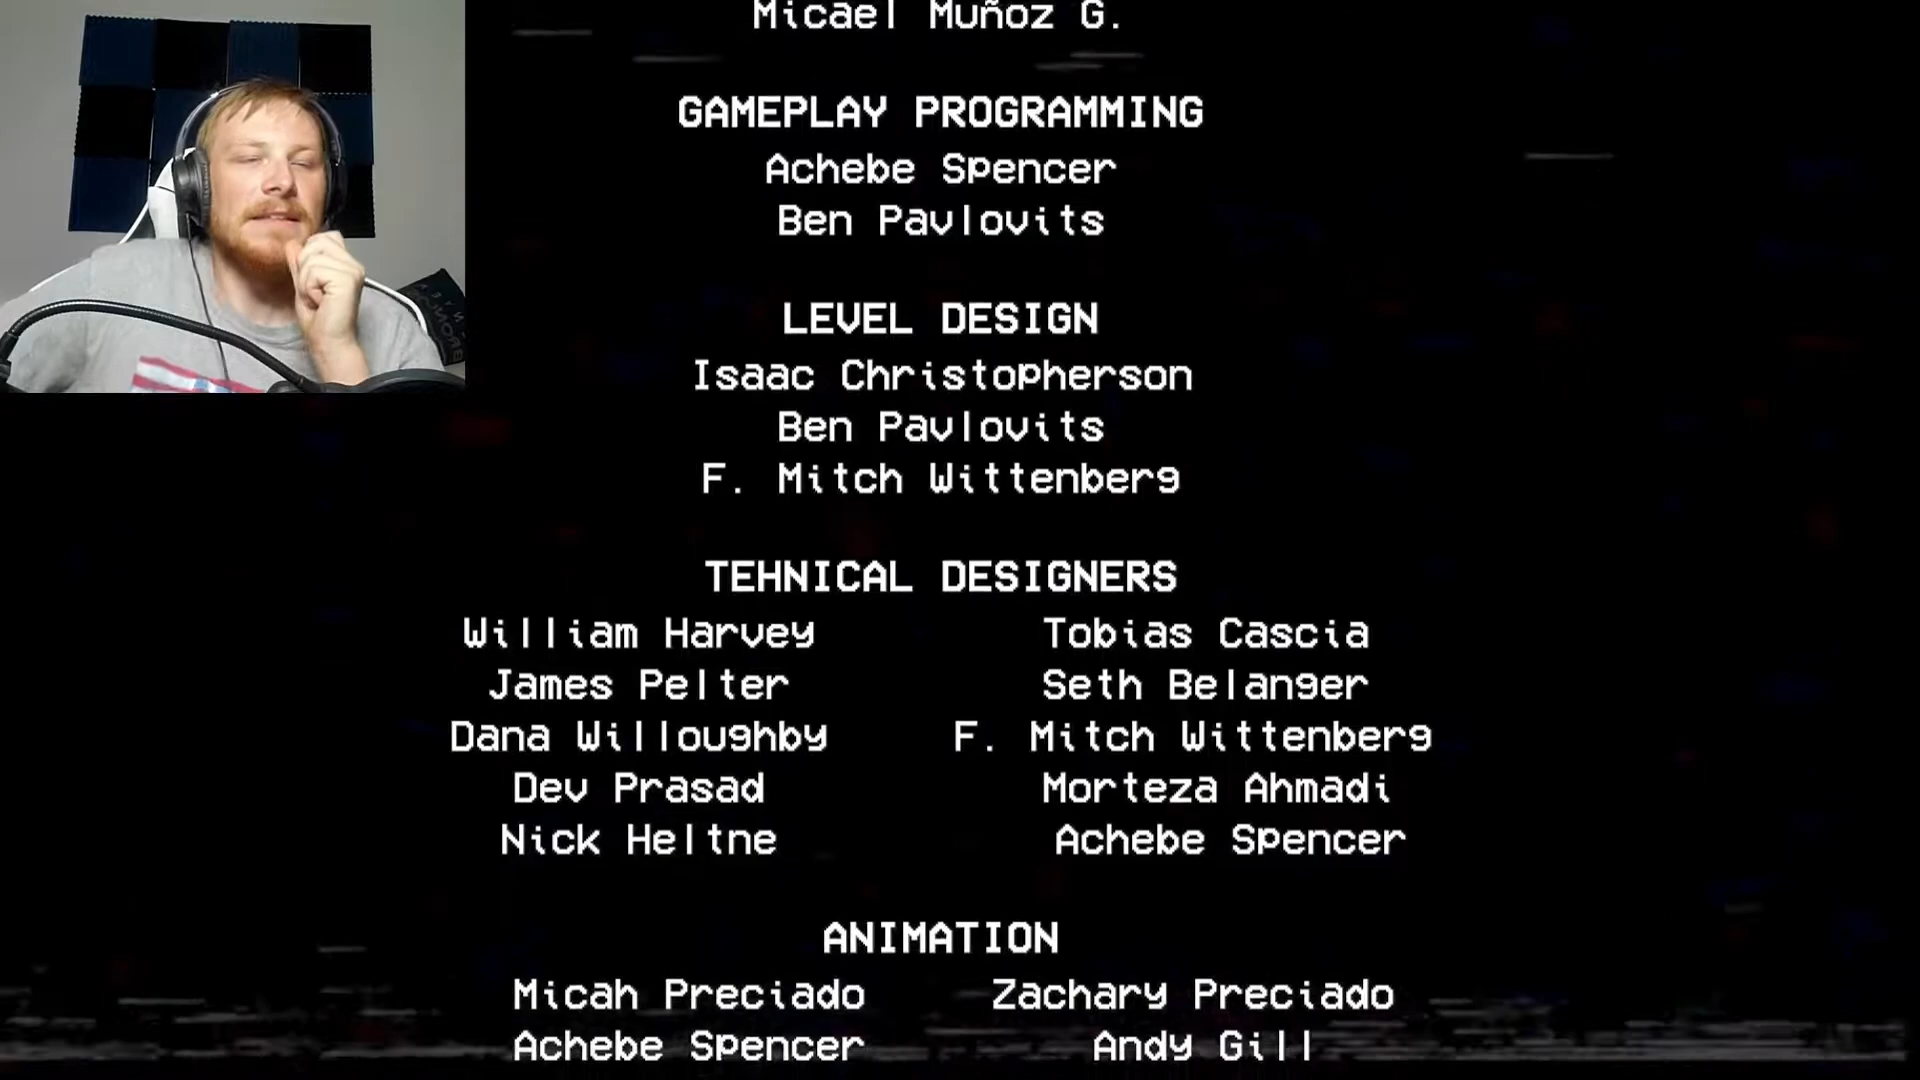 Micael Muñoz G.
GAMEPLAY PROGRAMMING
Achebe Spencer
Ben Pavlovits
LEVEL DESIGN
Isaac Christopherson
Ben Pavlovits
F. Mitch Wittenberg
TEHNICAL DESIGNERS
William Harvey Tobias Cascia
James Pelter Seth Belanger
Dana Willoughby F. Mitch Wittenberg
Dev Prasad Morteza Ahmadi
Nick Heltne Achebe Spencer
ANIMATION
Micah Preciado Zachary Preciado
Achebe Spencer Andy Gill